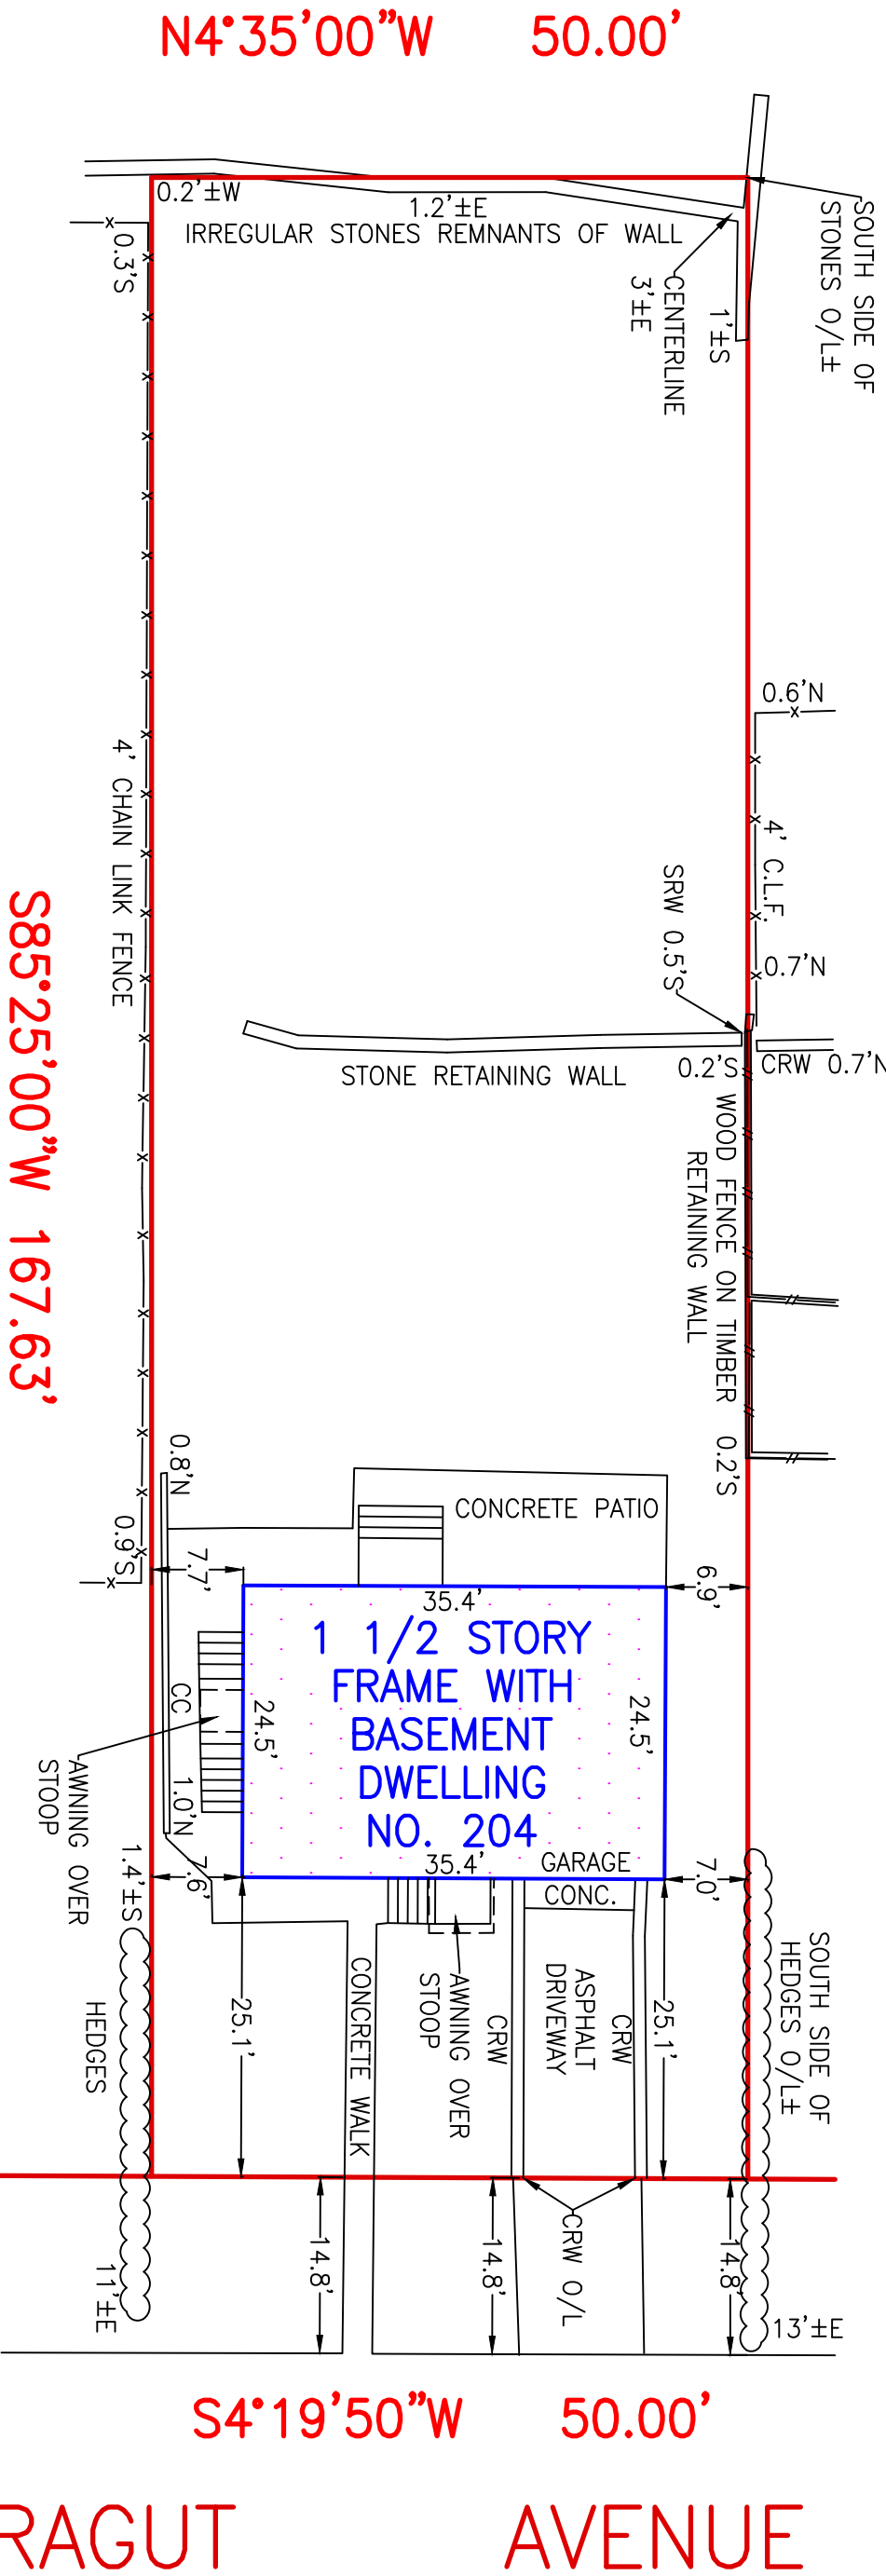 N4°35'00"W 50.00'
0.2'±W
1.2'±E
IRREGULAR STONES REMNANTS OF WALL
SOUTH SIDE OF
STONES O/L±
0.3'S
CENTERLINE
3'±E
1'±S
0.6'N
4' C.L.F.
0.7'N
4' CHAIN LINK FENCE
SRW 0.5'S
S85°25'00"W 167.63'
STONE RETAINING WALL
0.2'S
CRW 0.7'N
WOOD FENCE ON TIMBER
RETAINING WALL
0.2'S
0.8'N
0.9'S
CONCRETE PATIO
7.7'
6.9'
35.4'
1 1/2 STORY
FRAME WITH
BASEMENT
DWELLING
NO. 204
24.5'
24.5'
CC
1.0'N
AWNING OVER
STOOP
35.4'
GARAGE
CONC.
7.6'
7.0'
1.4'±S
SOUTH SIDE OF
HEDGES O/L±
HEDGES
25.1'
CONCRETE WALK
AWNING OVER
STOOP
CRW
ASPHALT
DRIVEWAY
CRW
25.1'
14.8'
14.8'
CRW O/L
14.8'
11'±E
13'±E
S4°19'50"W 50.00'
RAGUT AVENUE